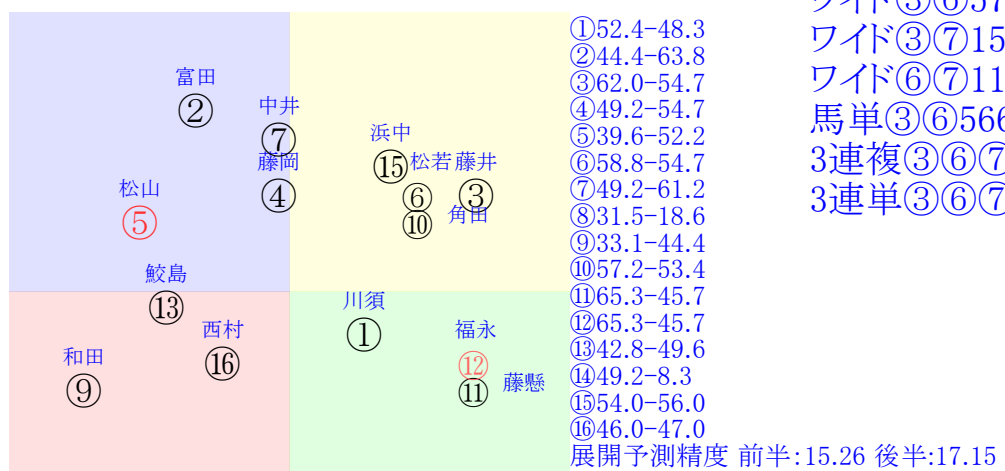 富田
②
中井
⑦
藤岡
④
浜中
⑮
松若
藤井
⑥
③
⑩
角田
松山
⑤
鮫島
⑬
川須
①
西村
⑯
福永
⑫
⑪
藤懸
和田
⑨
①52.4-48.3
②44.4-63.8
③62.0-54.7
④49.2-54.7
⑤39.6-52.2
⑥58.8-54.7
⑦49.2-61.2
⑧31.5-18.6
⑨33.1-44.4
⑩57.2-53.4
⑪65.3-45.7
⑫65.3-45.7
⑬42.8-49.6
⑭49.2-8.3
⑮54.0-56.0
⑯46.0-47.0
展開予測精度 前半:15.26 後半:17.15
ワイド③⑥57
ワイド③⑦15
ワイド⑥⑦11
馬単③⑥566
3連複③⑥⑦
3連単③⑥⑦